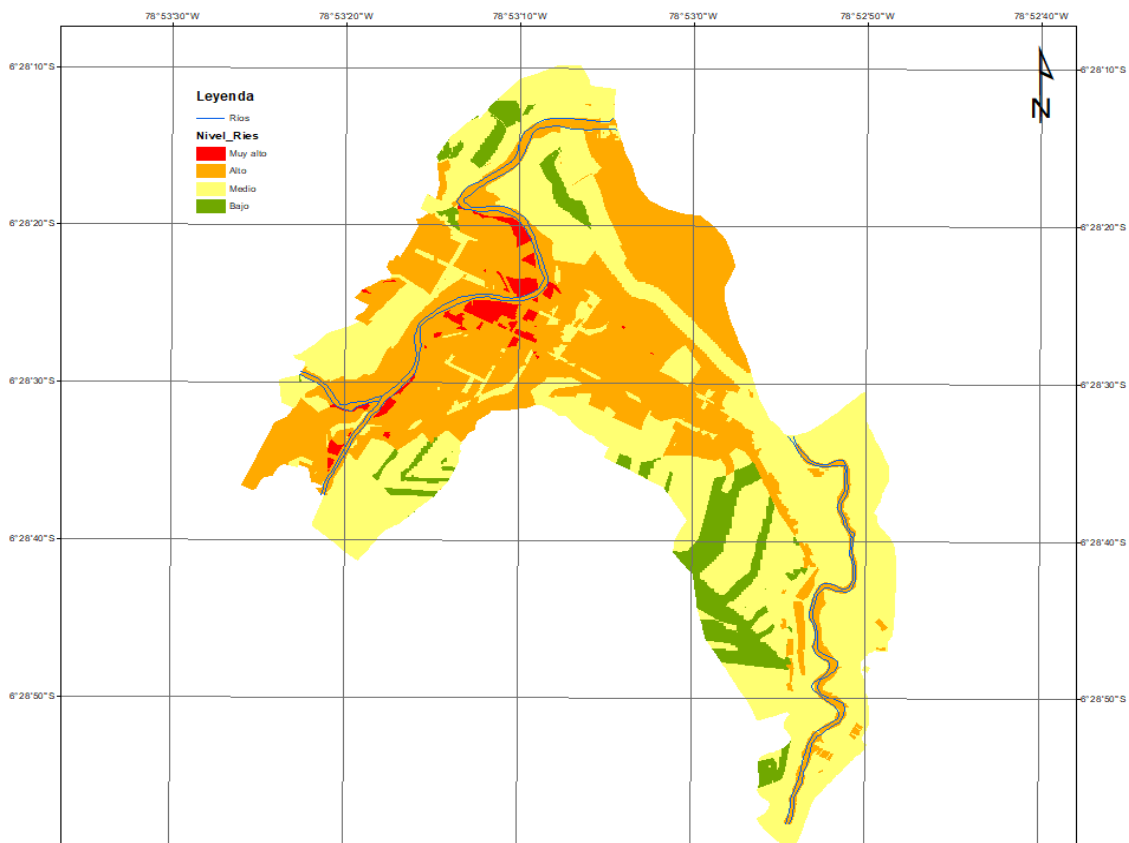 78°53'30"W 78°53'20"W 78°53'10"W 78°53'0"W 78°52'50"W 78°52'40"W
6°28'10"S 6°28'10"S
Leyenda
Ríos
Nivel_Ries
Muy alto
Alto
Medio
Bajo
N
6°28'20"S 6°28'20"S
6°28'30"S 6°28'30"S
6°28'40"S 6°28'40"S
6°28'50"S 6°28'50"S